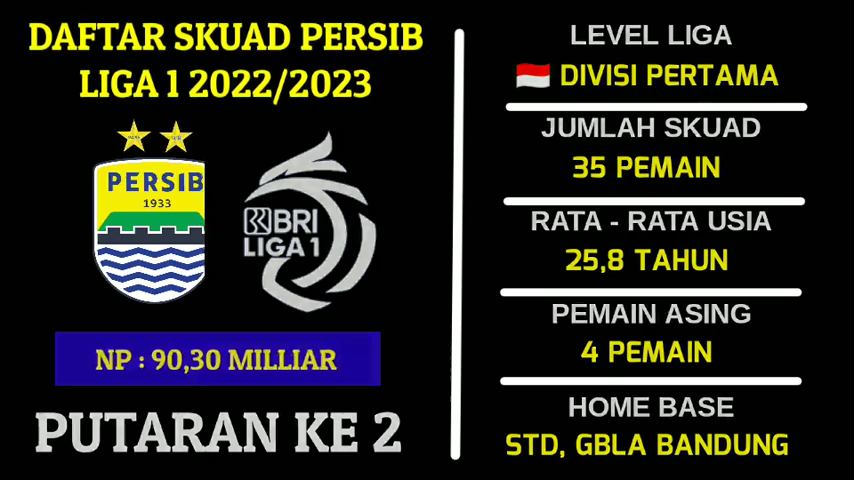 DAFTAR SKUAD PERSIB
LIGA 1 2022/2023
PERSIB
1933
BRI
LIGA 1
NP : 90,30 MILLIAR
PUTARAN KE 2
LEVEL LIGA
DIVISI PERTAMA
JUMLAH SKUAD
35 PEMAIN
RATA - RATA USIA
25,8 TAHUN
PEMAIN ASING
4 PEMAIN
HOME BASE
STD, GBLA BANDUNG